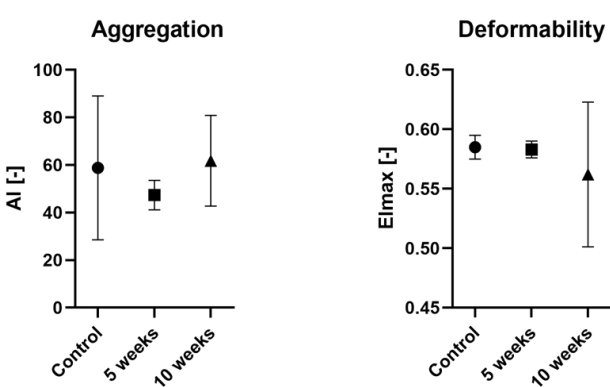 Aggregation
100
80
60
40
20
0
AI [-]
Control
5 weeks
10 weeks
Deformability
0.65
0.60
0.55
0.50
0.45
EImax [-]
Control
5 weeks
10 weeks